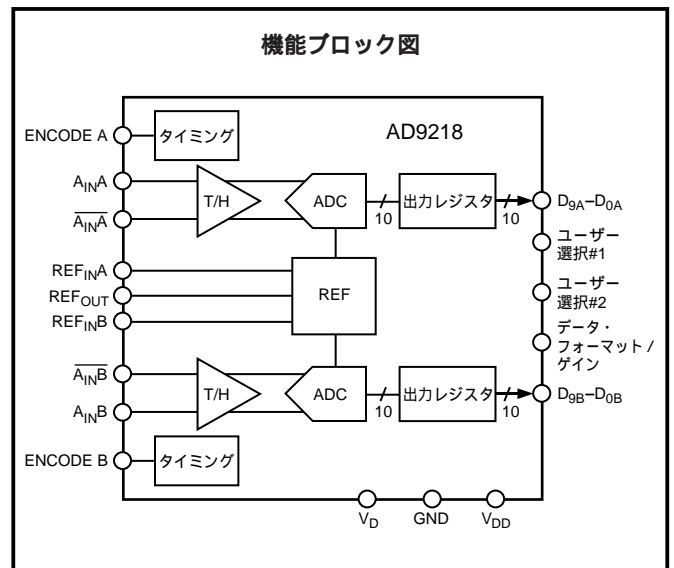 機能ブロック図
AD9218
ENCODE A
タイミング
AINA
T/H
ADC
10
出力レジスタ
10
D9A–D0A
AINA
ユーザー
選択#1
REFINA
REFOUT
REFINB
REF
ユーザー
選択#2
データ・
フォーマット /
ゲイン
AINB
T/H
ADC
10
出力レジスタ
10
D9B–D0B
AINB
ENCODE B
タイミング
VD
GND
VDD